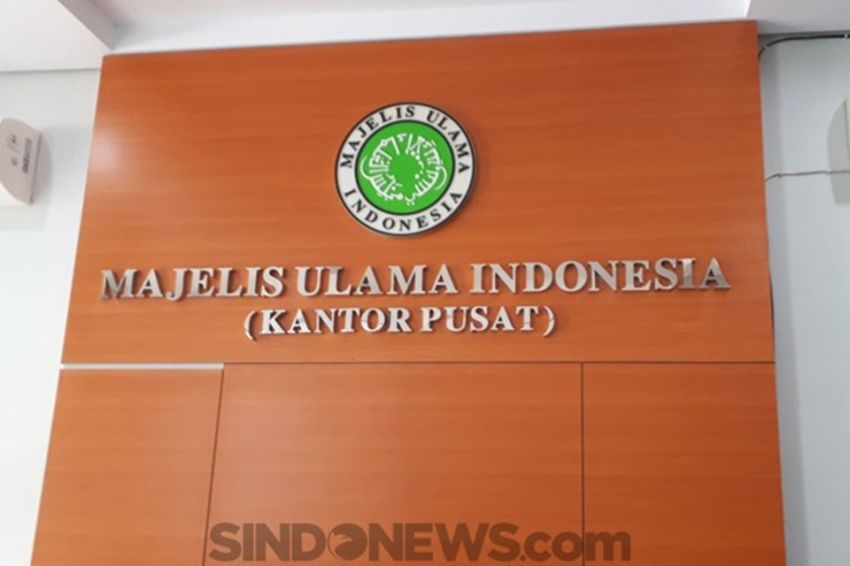 MAJELIS ULAMA
INDONESIA
MAJELIS ULAMA INDONESIA
(KANTOR PUSAT)
SINDONEWS.com